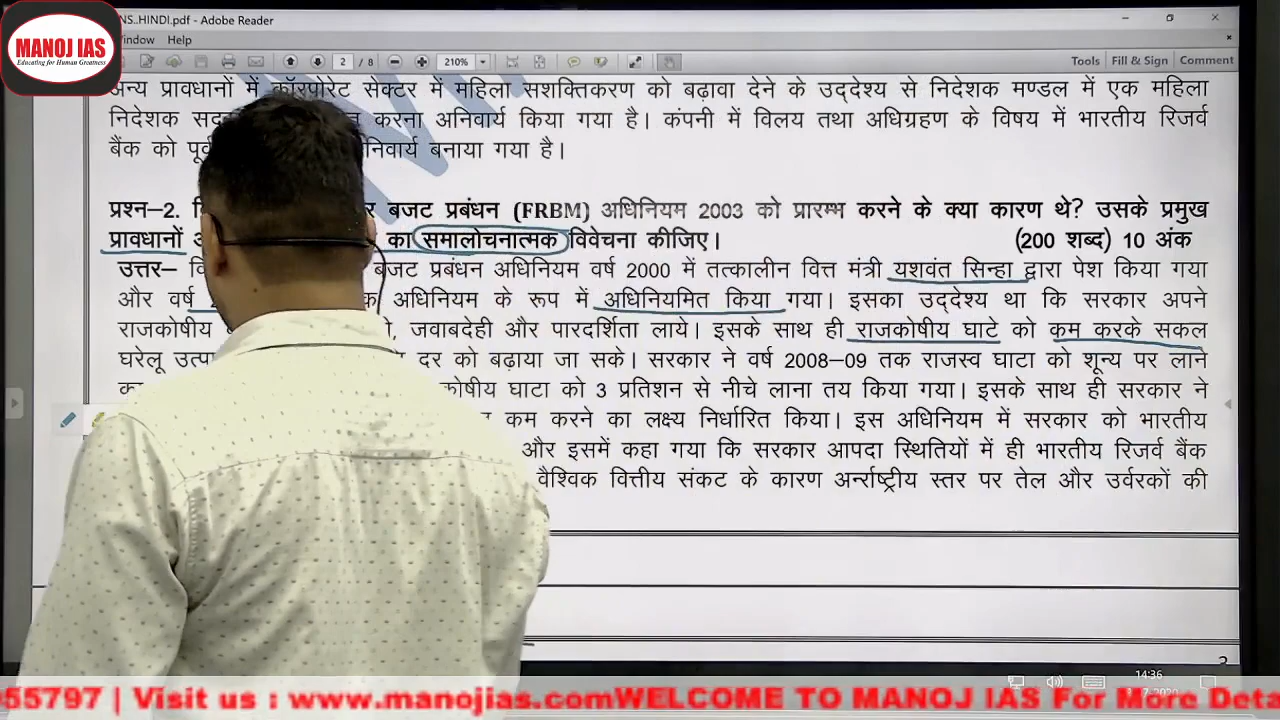 MANOJ IAS
Educating for Human Greatness
NS..HINDI.pdf - Adobe Reader
indow Help
2 / 8 210% Tools Fill & Sign Comment
अन्य प्रावधानों में कॉरपोरेट सेक्टर में महिला सशक्तिकरण को बढ़ावा देने के उद्देश्य से निदेशक मण्डल में एक महिला
निदेशक करना अनिवार्य किया गया है। कंपनी में विलय तथा अधिग्रहण के विषय में भारतीय रिजर्व
बैंक को निवार्य बनाया गया है।
प्रश्न–2. र बजट प्रबंधन (FRBM) अधिनियम 2003 को प्रारम्भ करने के क्या कारण थे? उसके प्रमुख
प्रावधानों का समालोचनात्मक विवेचना कीजिए। (200 शब्द) 10 अंक
उत्तर– बजट प्रबंधन अधिनियम वर्ष 2000 में तत्कालीन वित्त मंत्री यशवंत सिन्हा द्वारा पेश किया गया
और वर्ष अधिनियम के रूप में अधिनियमित किया गया। इसका उद्देश्य था कि सरकार अपने
राजकोषीय , जवाबदेही और पारदर्शिता लाये। इसके साथ ही राजकोषीय घाटे को कम करके सकल
घरेलू दर को बढ़ाया जा सके। सरकार ने वर्ष 2008–09 तक राजस्व घाटा को शून्य पर लाने
कोषीय घाटा को 3 प्रतिशन से नीचे लाना तय किया गया। इसके साथ ही सरकार ने
कम करने का लक्ष्य निर्धारित किया। इस अधिनियम में सरकार को भारतीय
और इसमें कहा गया कि सरकार आपदा स्थितियों में ही भारतीय रिजर्व बैंक
वैश्विक वित्तीय संकट के कारण अर्न्राष्ट्रीय स्तर पर तेल और उर्वरकों की
14:36
55797 | Visit us : www.manojias.comWELCOME TO MANOJ IAS For More Deta